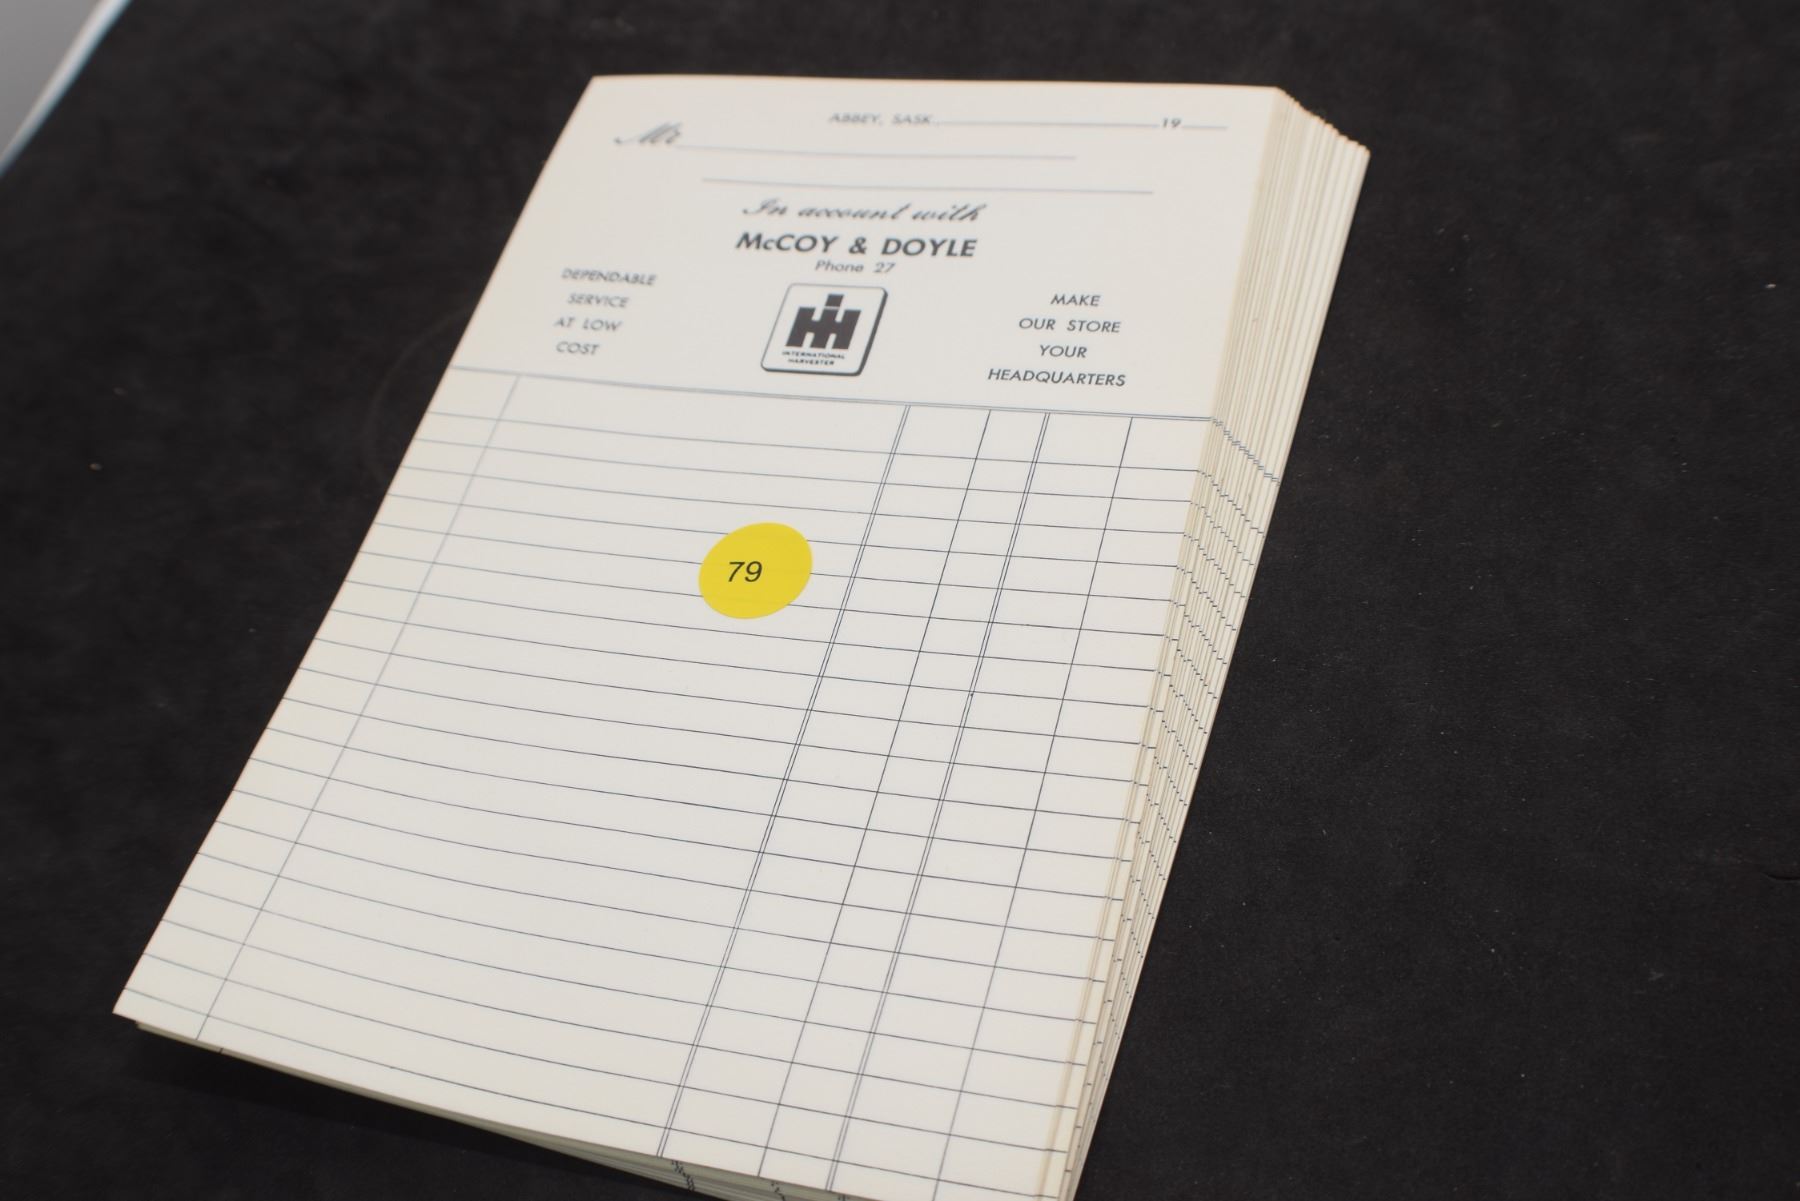 ABBEY, SASK. 19
Mr
In account with
McCOY & DOYLE
Phone 27
DEPENDABLE
SERVICE
AT LOW
COST
IH
INTERNATIONAL
HARVESTER
MAKE
OUR STORE
YOUR
HEADQUARTERS
79